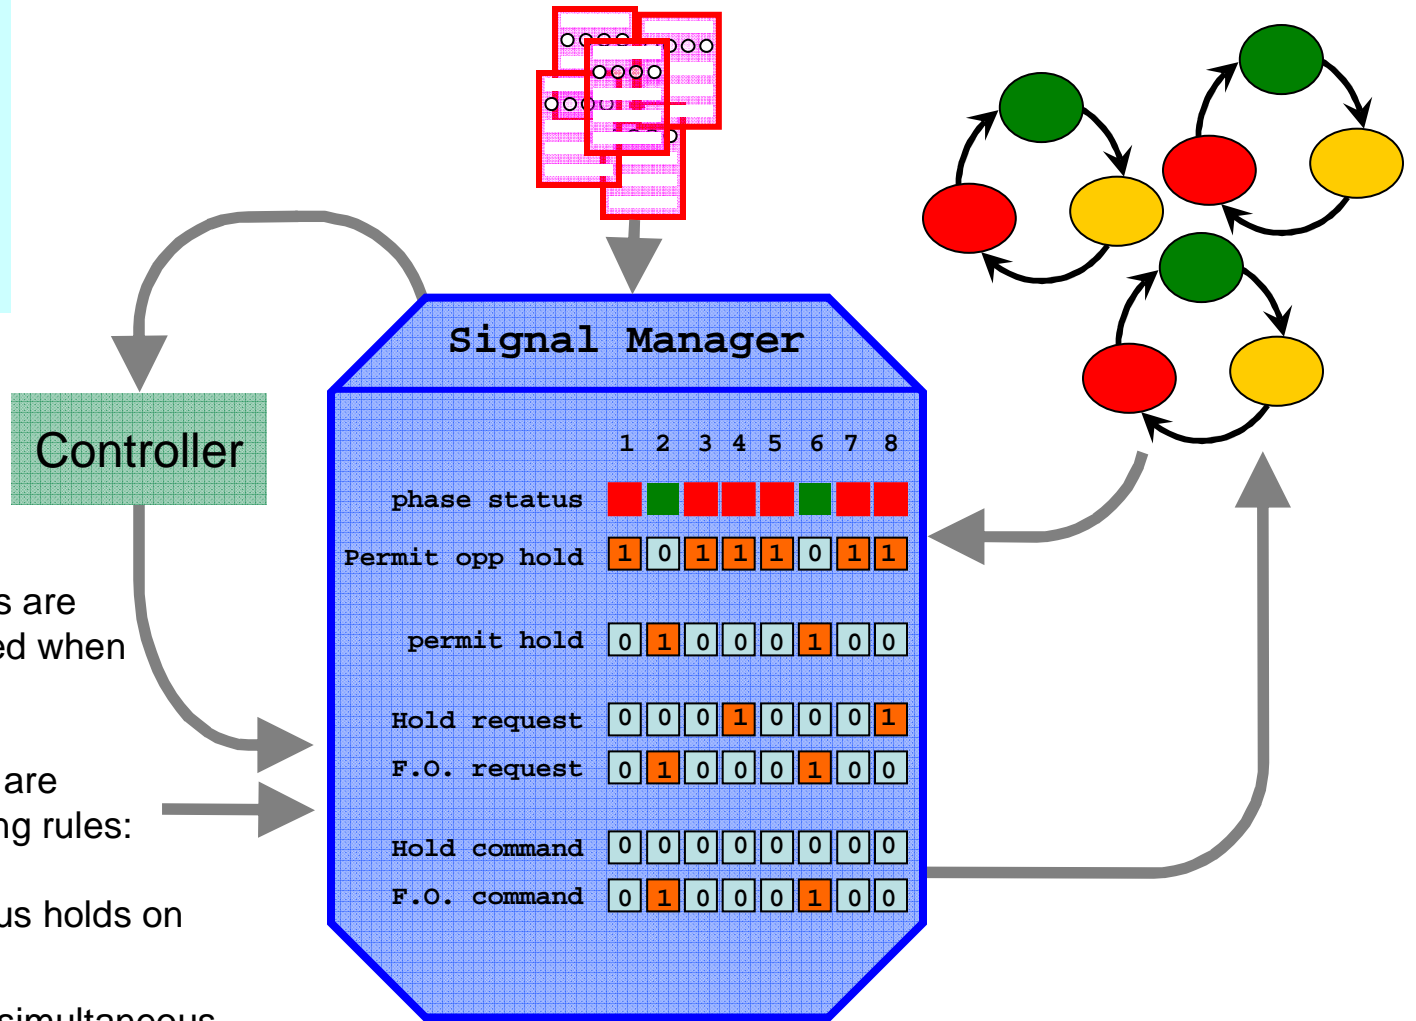 Signal Manager
Controller
1 2 3 4 5 6 7 8
phase status
Permit opp hold 1 0 1 1 1 0 1 1
permit hold 0 1 0 0 0 1 0 0
Hold request 0 0 0 1 0 0 0 1
F.O. request 0 1 0 0 0 1 0 0
Hold command 0 0 0 0 0 0 0 0
F.O. command 0 1 0 0 0 1 0 0
s are
ed when
are
ng rules:
us holds on
simultaneous